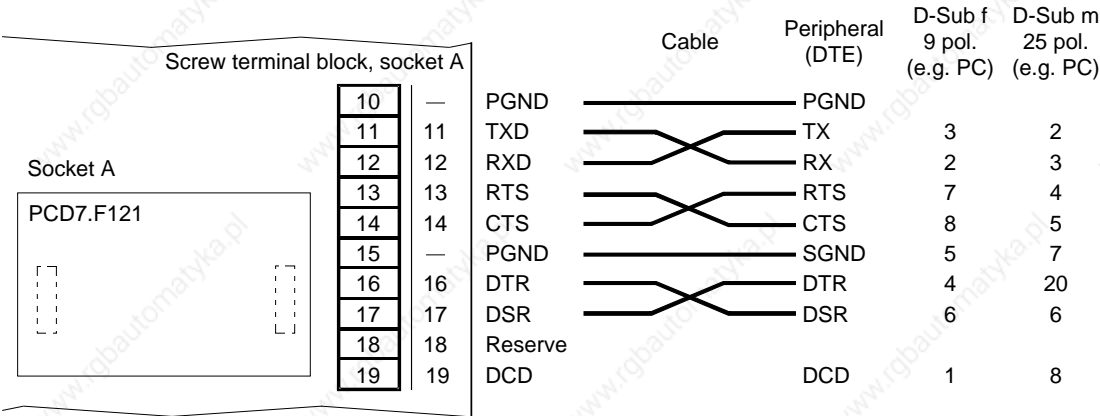 D-Sub f D-Sub m
Cable Peripheral 9 pol. 25 pol.
(DTE) (e.g. PC) (e.g. PC)
Screw terminal block, socket A
10 — PGND PGND
11 11 TXD TX 3 2
12 12 RXD RX 2 3
Socket A
13 13 RTS RTS 7 4
PCD7.F121
14 14 CTS CTS 8 5
15 — PGND SGND 5 7
16 16 DTR DTR 4 20
17 17 DSR DSR 6 6
18 18 Reserve
19 19 DCD DCD 1 8
www.rgbautomatyka.pl